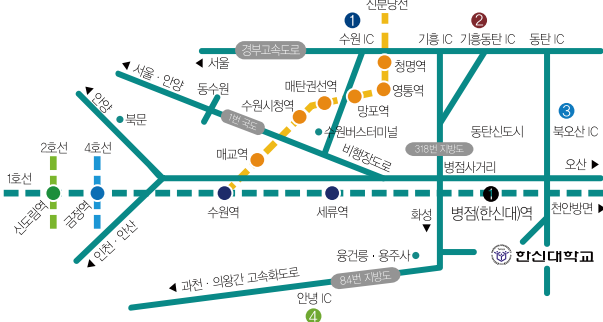 신분당선
1
수원 IC
기흥 IC
2
기흥동탄 IC
동탄 IC
경부고속도로
서울
청명역
서울 · 안양
동수원
매탄권선역
영통역
안양
수원시청역
망포역
북문
1번 국도
수원버스터미널
동탄신도시
3
북오산 IC
2호선
4호선
매교역
비행장도로
318번 지방도
병점사거리
오산
1호선
신도림역
금정역
수원역
세류역
1
병점(한신대)역
천안방면
화성
인천 · 안산
융건릉 · 용주사
한신대학교
과천 · 의왕간 고속화도로
84번 지방도
안녕 IC
4